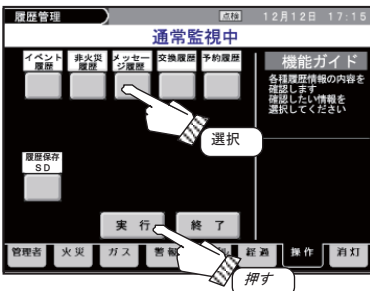 履歴管理 点検 12月12日 17:15
通常監視中
イベント
履歴
非火災
履歴
メッセー
ジ履歴
交換履歴
予約履歴
機能ガイド
各種履歴情報の内容を
確認します
確認したい情報を
選択してください
選択
履歴保存
SD
実 行
終 了
管理者 火災 ガス 警報 経過 操作 消灯
押す